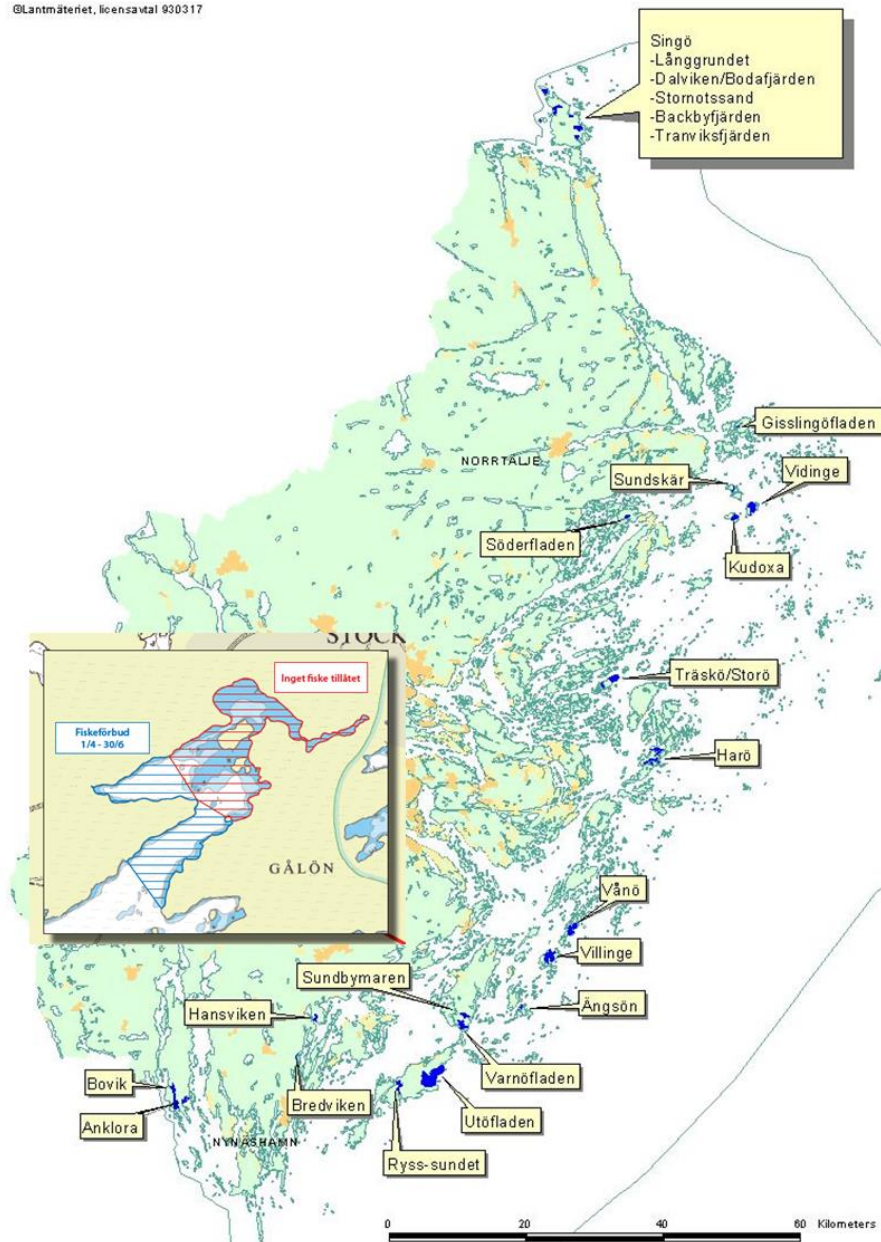 ©Lantmäteriet, licensavtal 930317
Singö
-Långgrundet
-Dalviken/Bodafjärden
-Stornotssand
-Backbyfjärden
-Tranviksfjärden
Gisslingöfladen
NORRTÄLJE
Sundskär
Vidinge
Söderfladen
Kudoxa
STOCK
Inget fiske tillåtet
Fiskeförbud
1/4 - 30/6
GÅLÖN
Träskö/Storö
Harö
Vånö
Villinge
Sundbymaren
Ängsön
Hansviken
Varnöfladen
Bovik
Bredviken
Utöfladen
Anklora
NYNÄSHAMN
Ryss-sundet
0 20 40 60 Kilometers